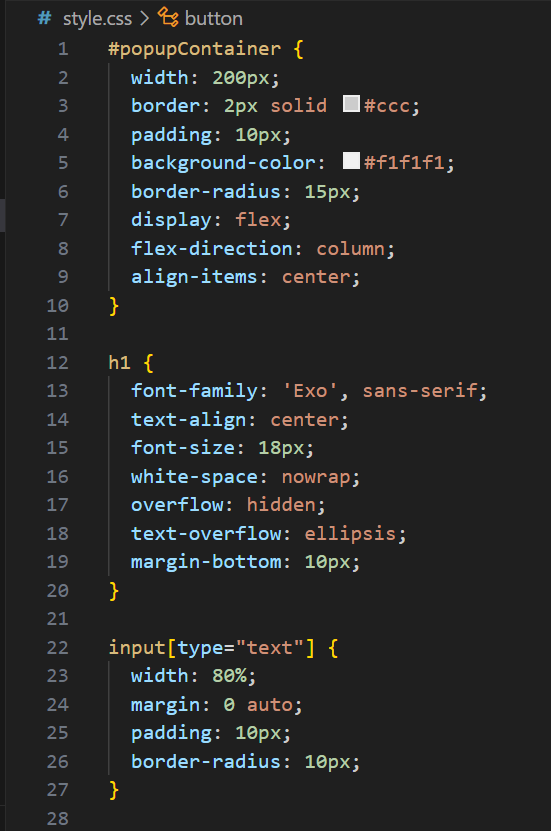 # style.css > button
1 #popupContainer {
2 width: 200px;
3 border: 2px solid #ccc;
4 padding: 10px;
5 background-color: #f1f1f1;
6 border-radius: 15px;
7 display: flex;
8 flex-direction: column;
9 align-items: center;
10 }
11
12 h1 {
13 font-family: 'Exo', sans-serif;
14 text-align: center;
15 font-size: 18px;
16 white-space: nowrap;
17 overflow: hidden;
18 text-overflow: ellipsis;
19 margin-bottom: 10px;
20 }
21
22 input[type="text"] {
23 width: 80%;
24 margin: 0 auto;
25 padding: 10px;
26 border-radius: 10px;
27 }
28